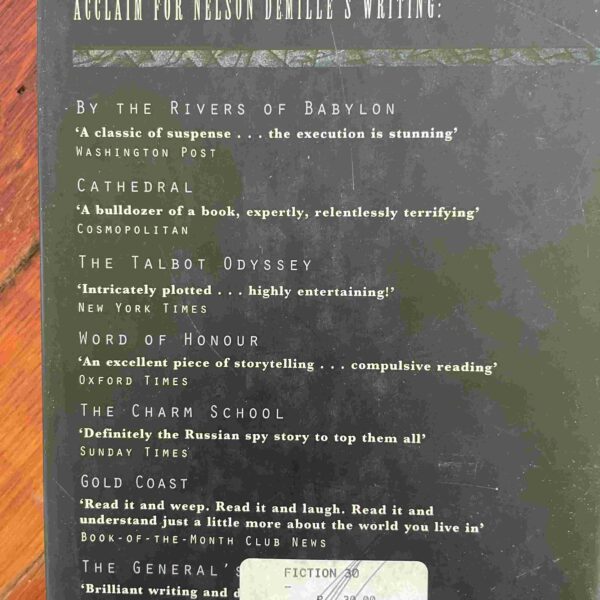 ACCLAIM FOR NELSON DEMILLE'S WRITING:
BY THE RIVERS OF BABYLON
‘A classic of suspense . . . the execution is stunning’
WASHINGTON POST
CATHEDRAL
‘A bulldozer of a book, expertly, relentlessly terrifying’
COSMOPOLITAN
THE TALBOT ODYSSEY
‘Intricately plotted . . . highly entertaining!’
NEW YORK TIMES
WORD OF HONOUR
‘An excellent piece of storytelling . . . compulsive reading’
OXFORD TIMES
THE CHARM SCHOOL
‘Definitely the Russian spy story to top them all’
SUNDAY TIMES
GOLD COAST
‘Read it and weep. Read it and laugh. Read it and
understand just a little more about the world you live in’
BOOK-OF-THE-MONTH CLUB NEWS
THE GENERAL'S
FICTION 30
‘Brilliant writing and
R 30.00